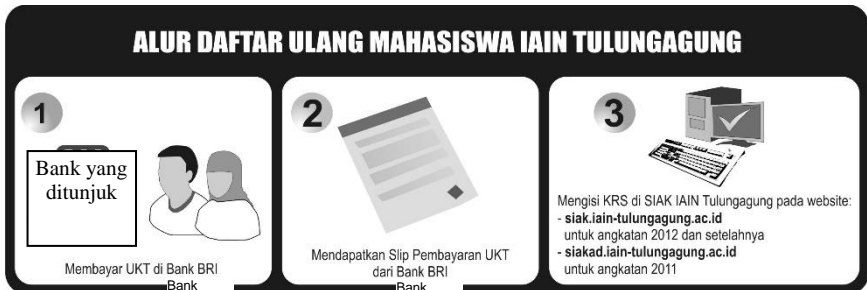 ALUR DAFTAR ULANG MAHASISWA IAIN TULUNGAGUNG
1
Bank yang
ditunjuk
Membayar UKT di Bank BRI
Bank
2
Mendapatkan Slip Pembayaran UKT
dari Bank BRI
Bank
3
Mengisi KRS di SIAK IAIN Tulungagung pada website:
- siak.iain-tulungagung.ac.id
untuk angkatan 2012 dan setelahnya
- siakad.iain-tulungagung.ac.id
untuk angkatan 2011